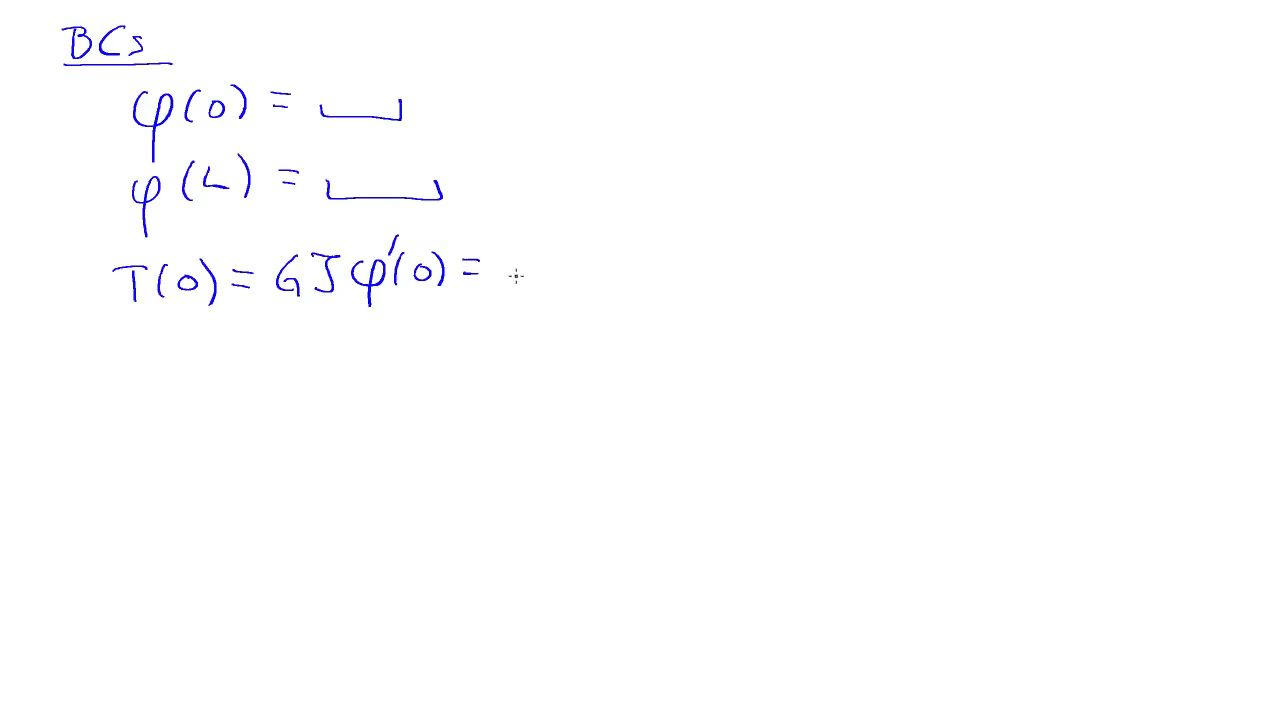 BCs
φ(0) = ⎵
φ(L) = ⎵
T(0) = GJφ'(0) =